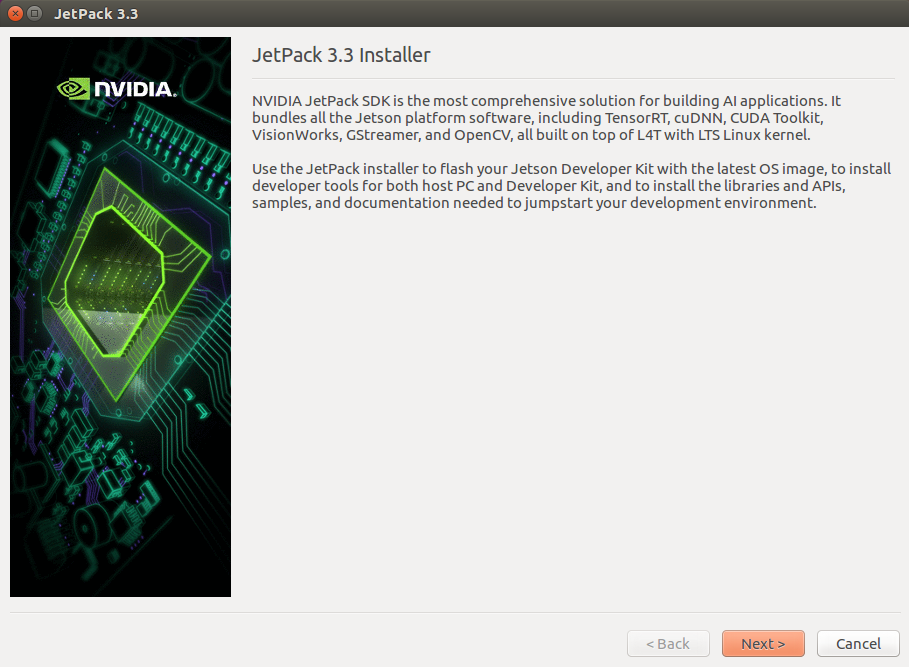 JetPack 3.3
NVIDIA.
JetPack 3.3 Installer
NVIDIA JetPack SDK is the most comprehensive solution for building AI applications. It
bundles all the Jetson platform software, including TensorRT, cuDNN, CUDA Toolkit,
VisionWorks, GStreamer, and OpenCV, all built on top of L4T with LTS Linux kernel.
Use the JetPack installer to flash your Jetson Developer Kit with the latest OS image, to install
developer tools for both host PC and Developer Kit, and to install the libraries and APIs,
samples, and documentation needed to jumpstart your development environment.
< Back
Next >
Cancel